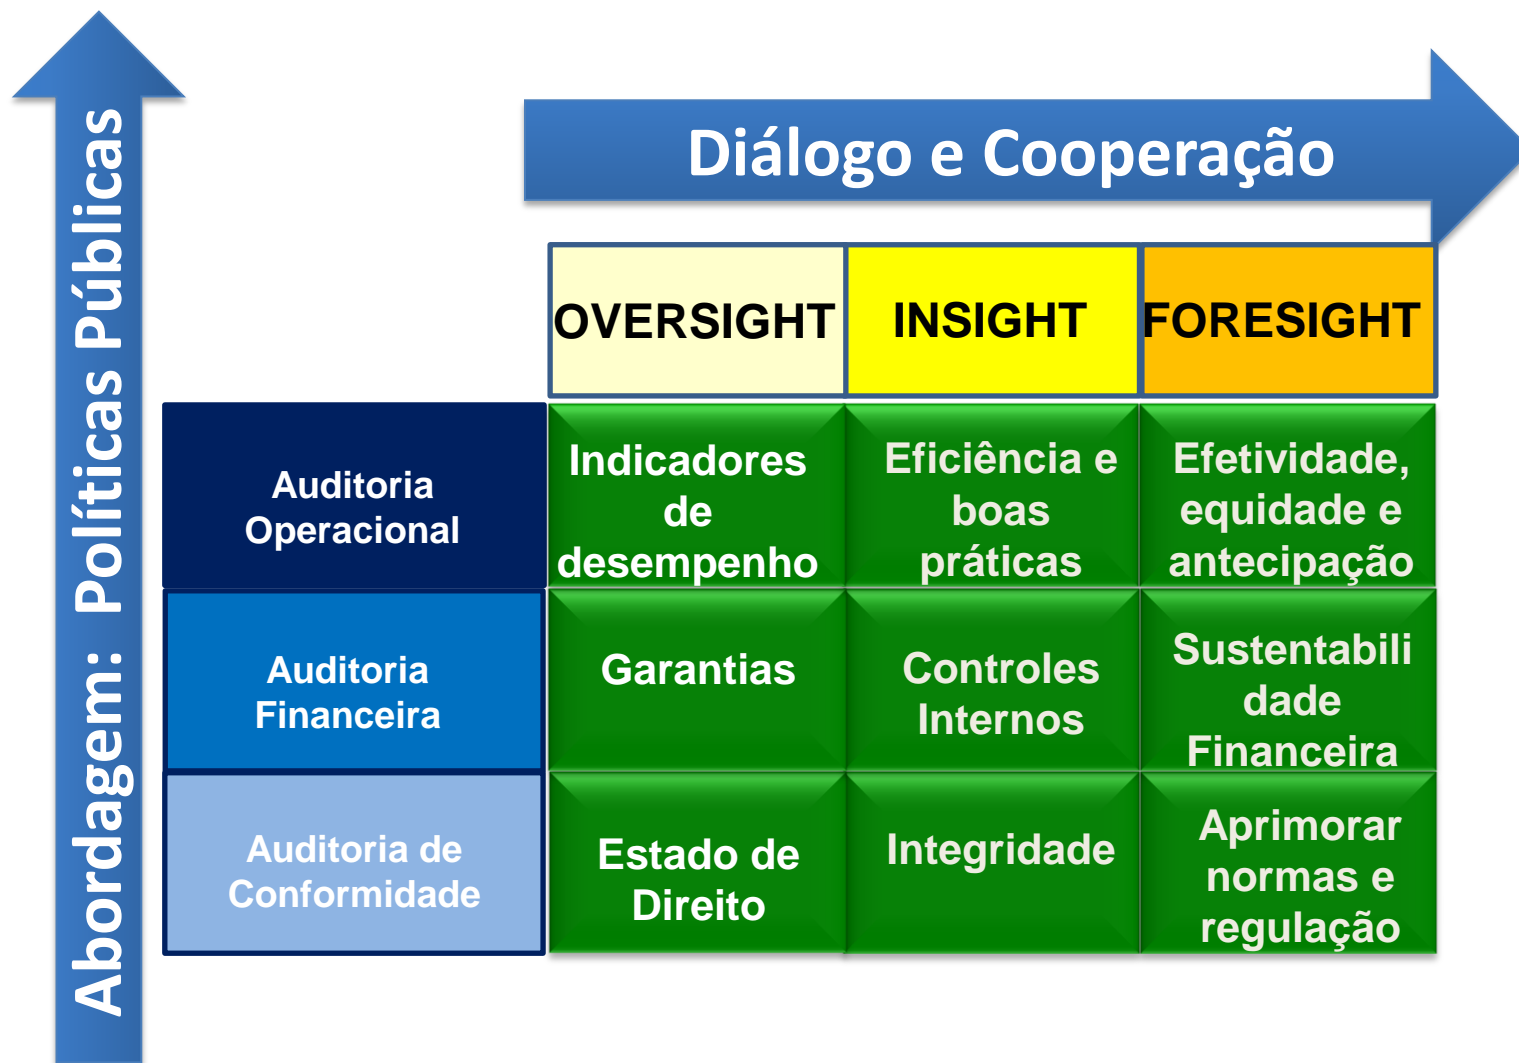 Abordagem: Políticas Públicas
Diálogo e Cooperação
OVERSIGHT
INSIGHT
FORESIGHT
Auditoria
Operacional
Indicadores
de
desempenho
Eficiência e
boas
práticas
Efetividade,
equidade e
antecipação
Auditoria
Financeira
Garantias
Controles
Internos
Sustentabili
dade
Financeira
Auditoria de
Conformidade
Estado de
Direito
Integridade
Aprimorar
normas e
regulação